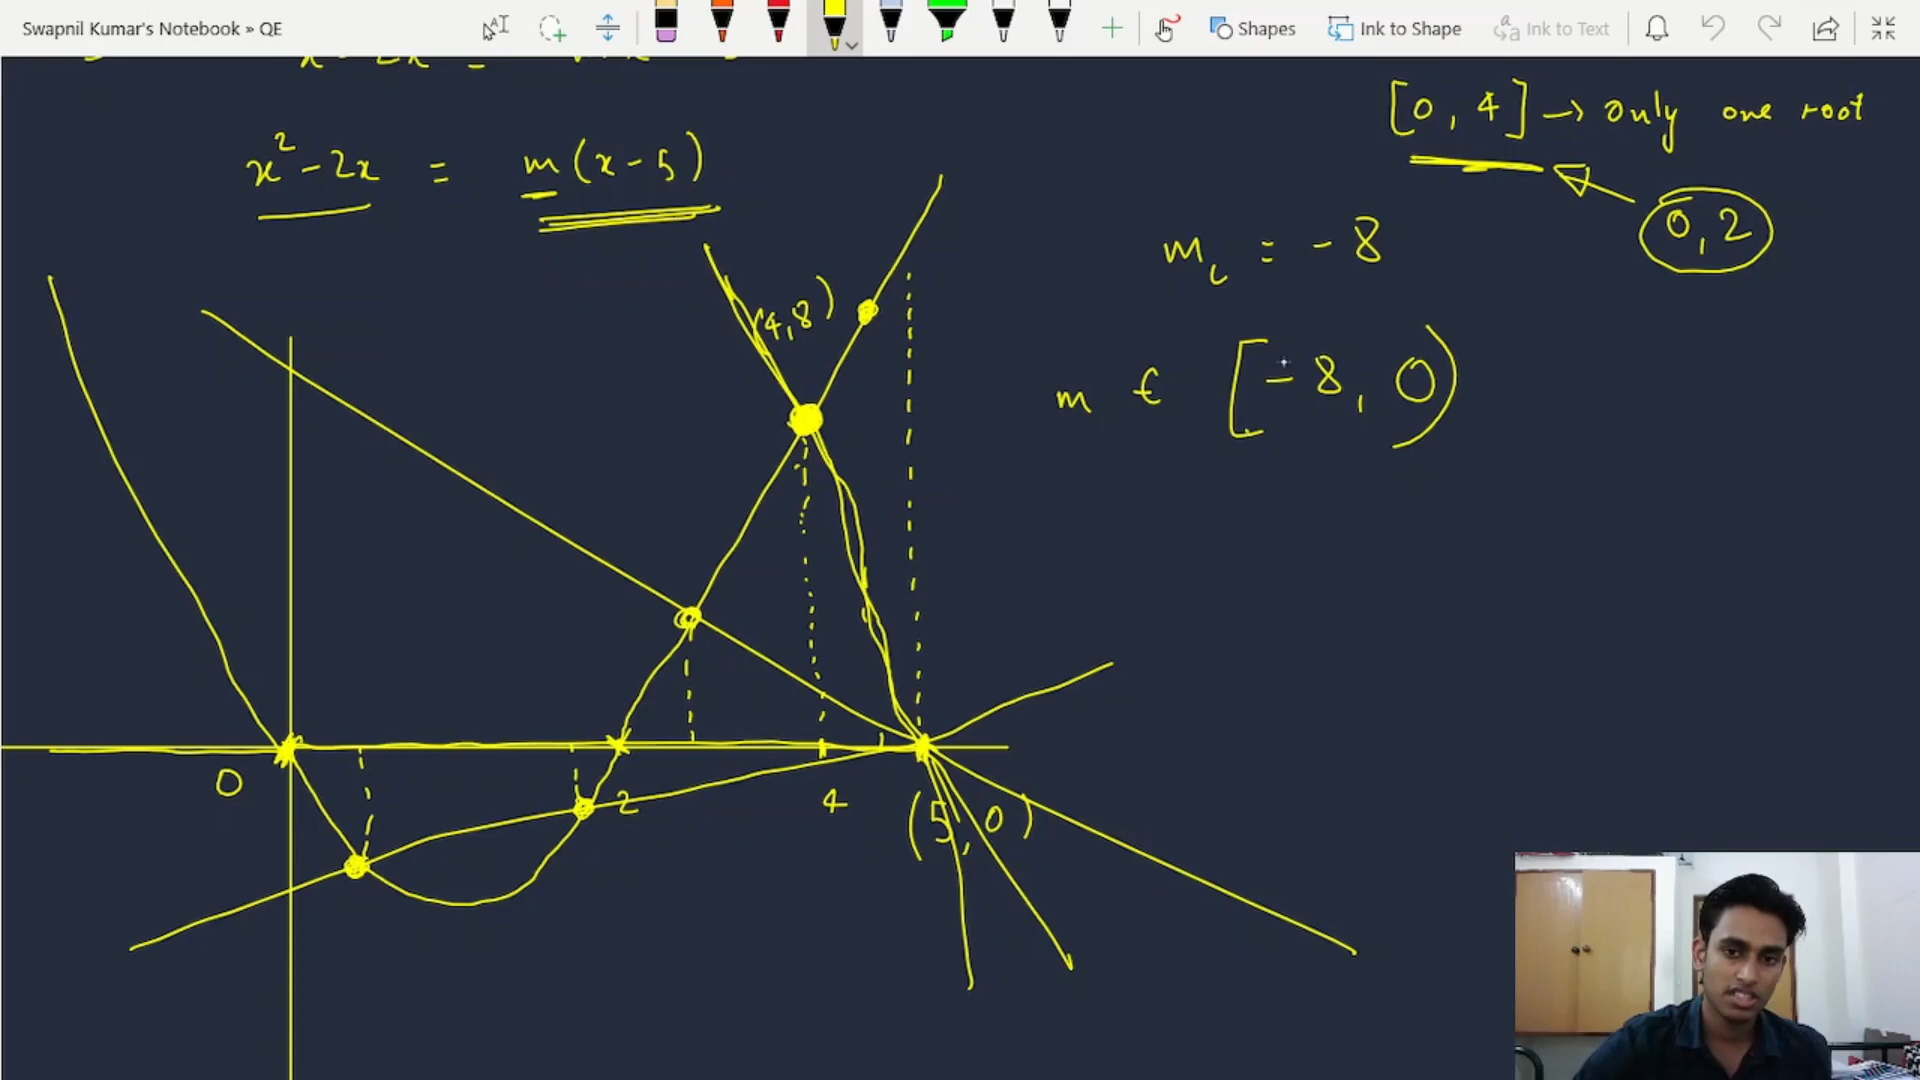 Swapnil Kumar's Notebook » QE
Shapes
Ink to Shape
Ink to Text
[0, 4] → only one root
x² - 2x = m(x - 5)
0, 2
m_c = - 8
(4, 8)
m ∈ [-8, 0)
0
2
4
(5, 0)